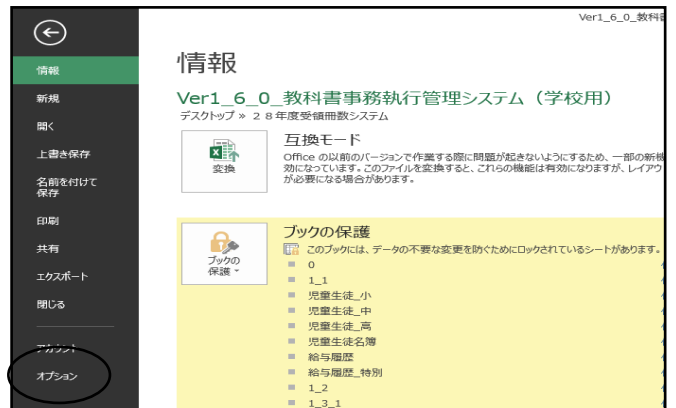 Ver1_6_0_教科
情報
情報
新規
開く
上書き保存
名前を付けて
保存
印刷
共有
エクスポート
閉じる
アカウント
オプション
Ver1_6_0_教科書事務執行管理システム（学校用）
デスクトップ » 28年度受領冊数システム
変換
互換モード
Office の以前のバージョンで作業する際に問題が起きないようにするため、一部の新機
効になっています。このファイルを変換すると、これらの機能は有効になりますが、レイアウ
が必要になる場合があります。
ブックの
保護
ブックの保護
このブックには、データの不要な変更を防ぐためにロックされているシートがあります。
0
1_1
児童生徒_小
児童生徒_中
児童生徒_高
児童生徒名簿
給与履歴
給与履歴_特別
1_2
1_3_1